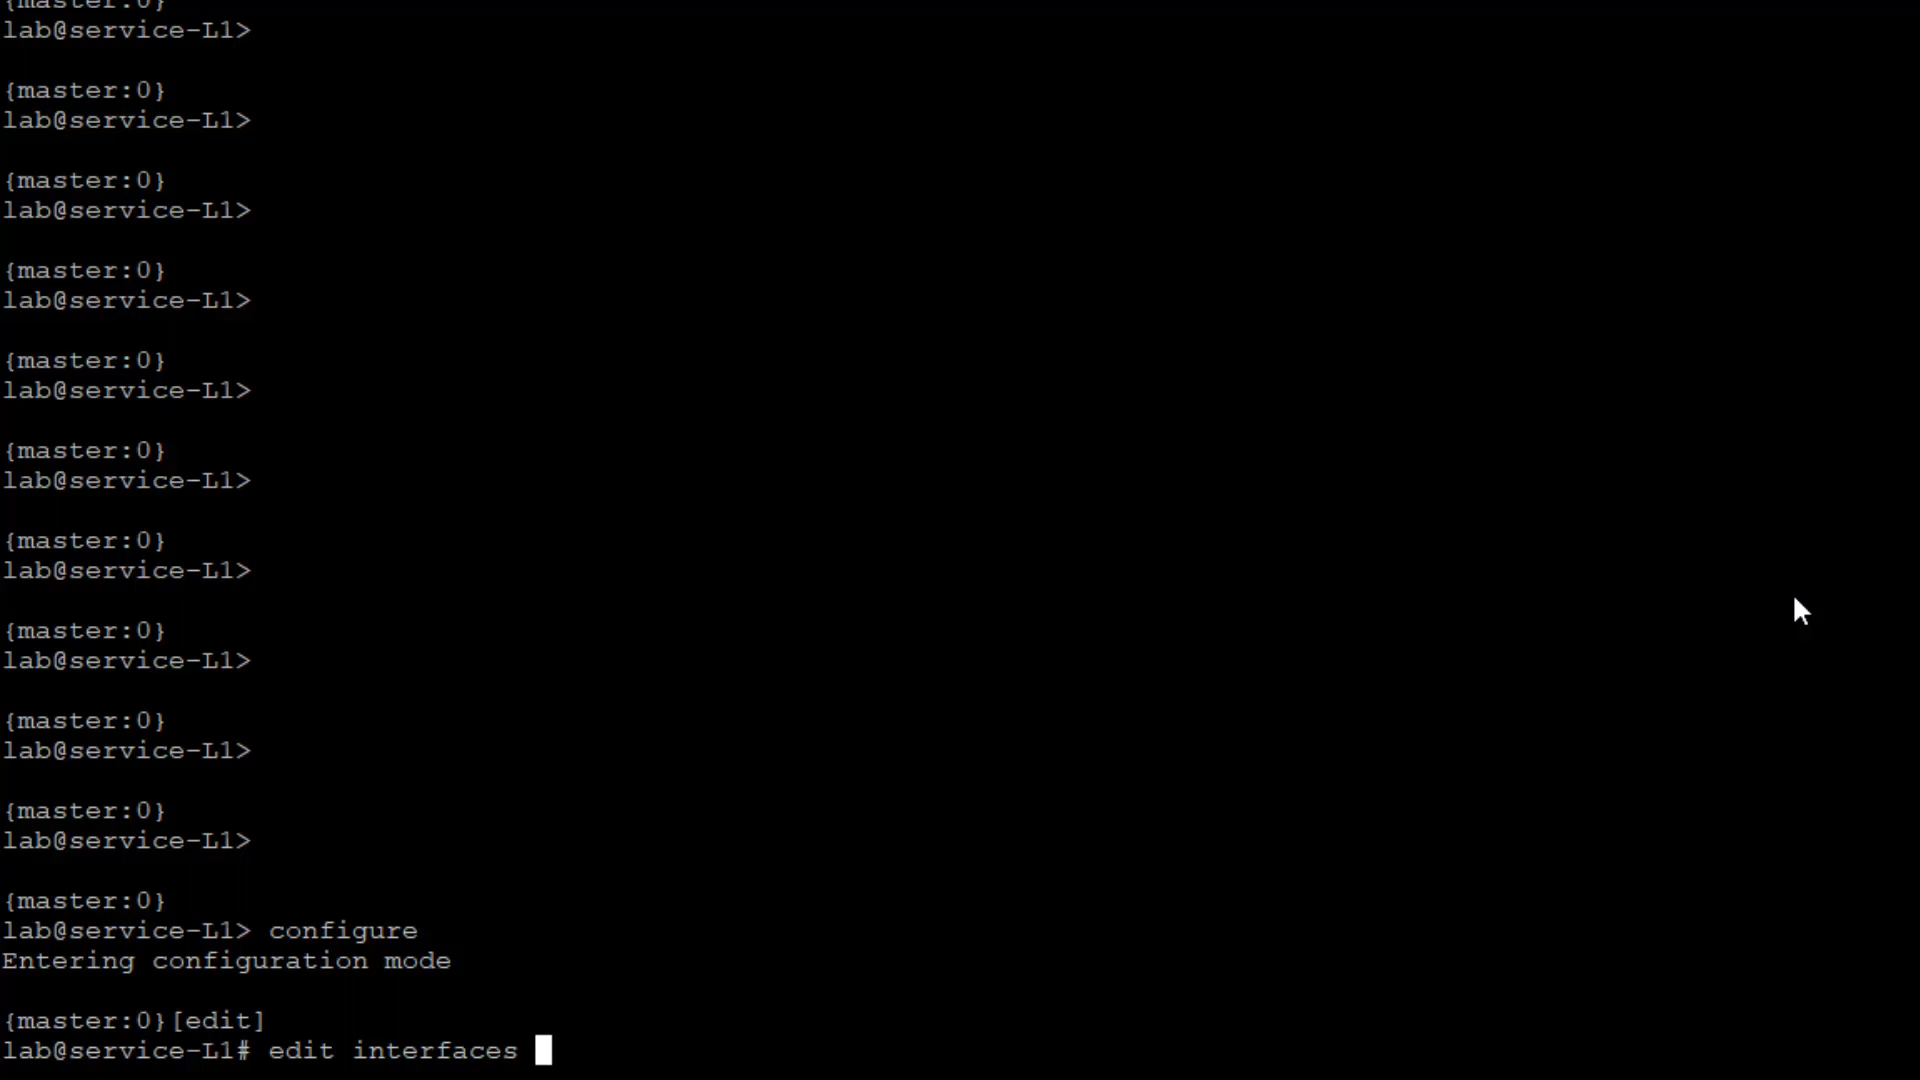 {master:0}
lab@service-L1>
{master:0}
lab@service-L1>
{master:0}
lab@service-L1>
{master:0}
lab@service-L1>
{master:0}
lab@service-L1>
{master:0}
lab@service-L1>
{master:0}
lab@service-L1>
{master:0}
lab@service-L1>
{master:0}
lab@service-L1>
{master:0}
lab@service-L1>
{master:0}
lab@service-L1> configure
Entering configuration mode
{master:0}[edit]
lab@service-L1# edit interfaces